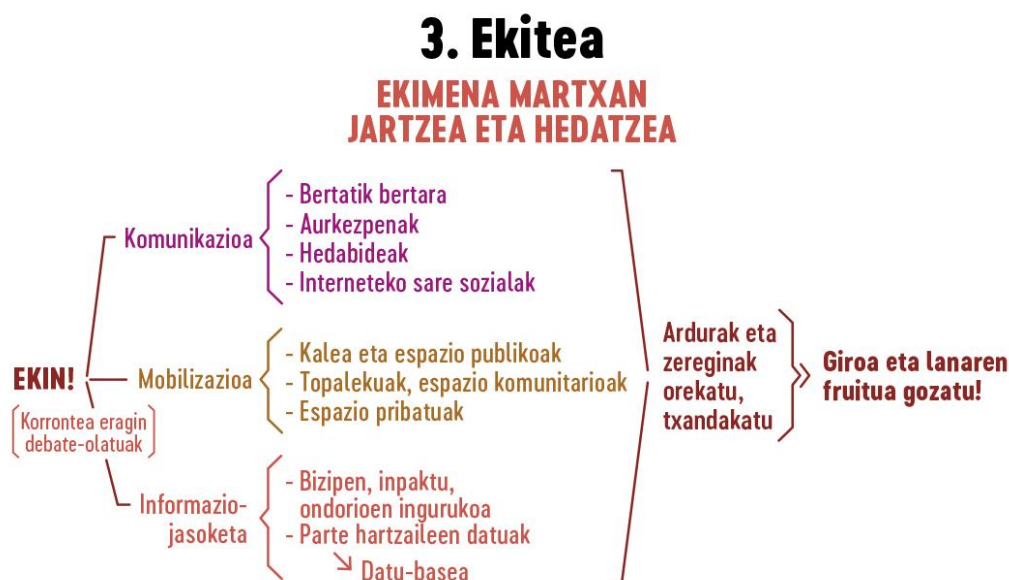 3. Ekitea
EKIMENA MARTXAN
JARTZEA ETA HEDATZEA
EKIN!
[Korrontea eragin
debate-olatuak]
Komunikazioa
- Bertatik bertara
- Aurkezpenak
- Hedabideak
- Interneteko sare sozialak
Mobilizazioa
- Kalea eta espazio publikoak
- Topalekuak, espazio komunitarioak
- Espazio pribatuak
Informazio-
jasoketa
- Bizipen, inpaktu,
ondorioen ingurukoa
- Parte hartzaileen datuak
Datu-basea
Ardurak eta
zereginak
orekatu,
txandakatu
Giroa eta lanaren
fruitua gozatu!